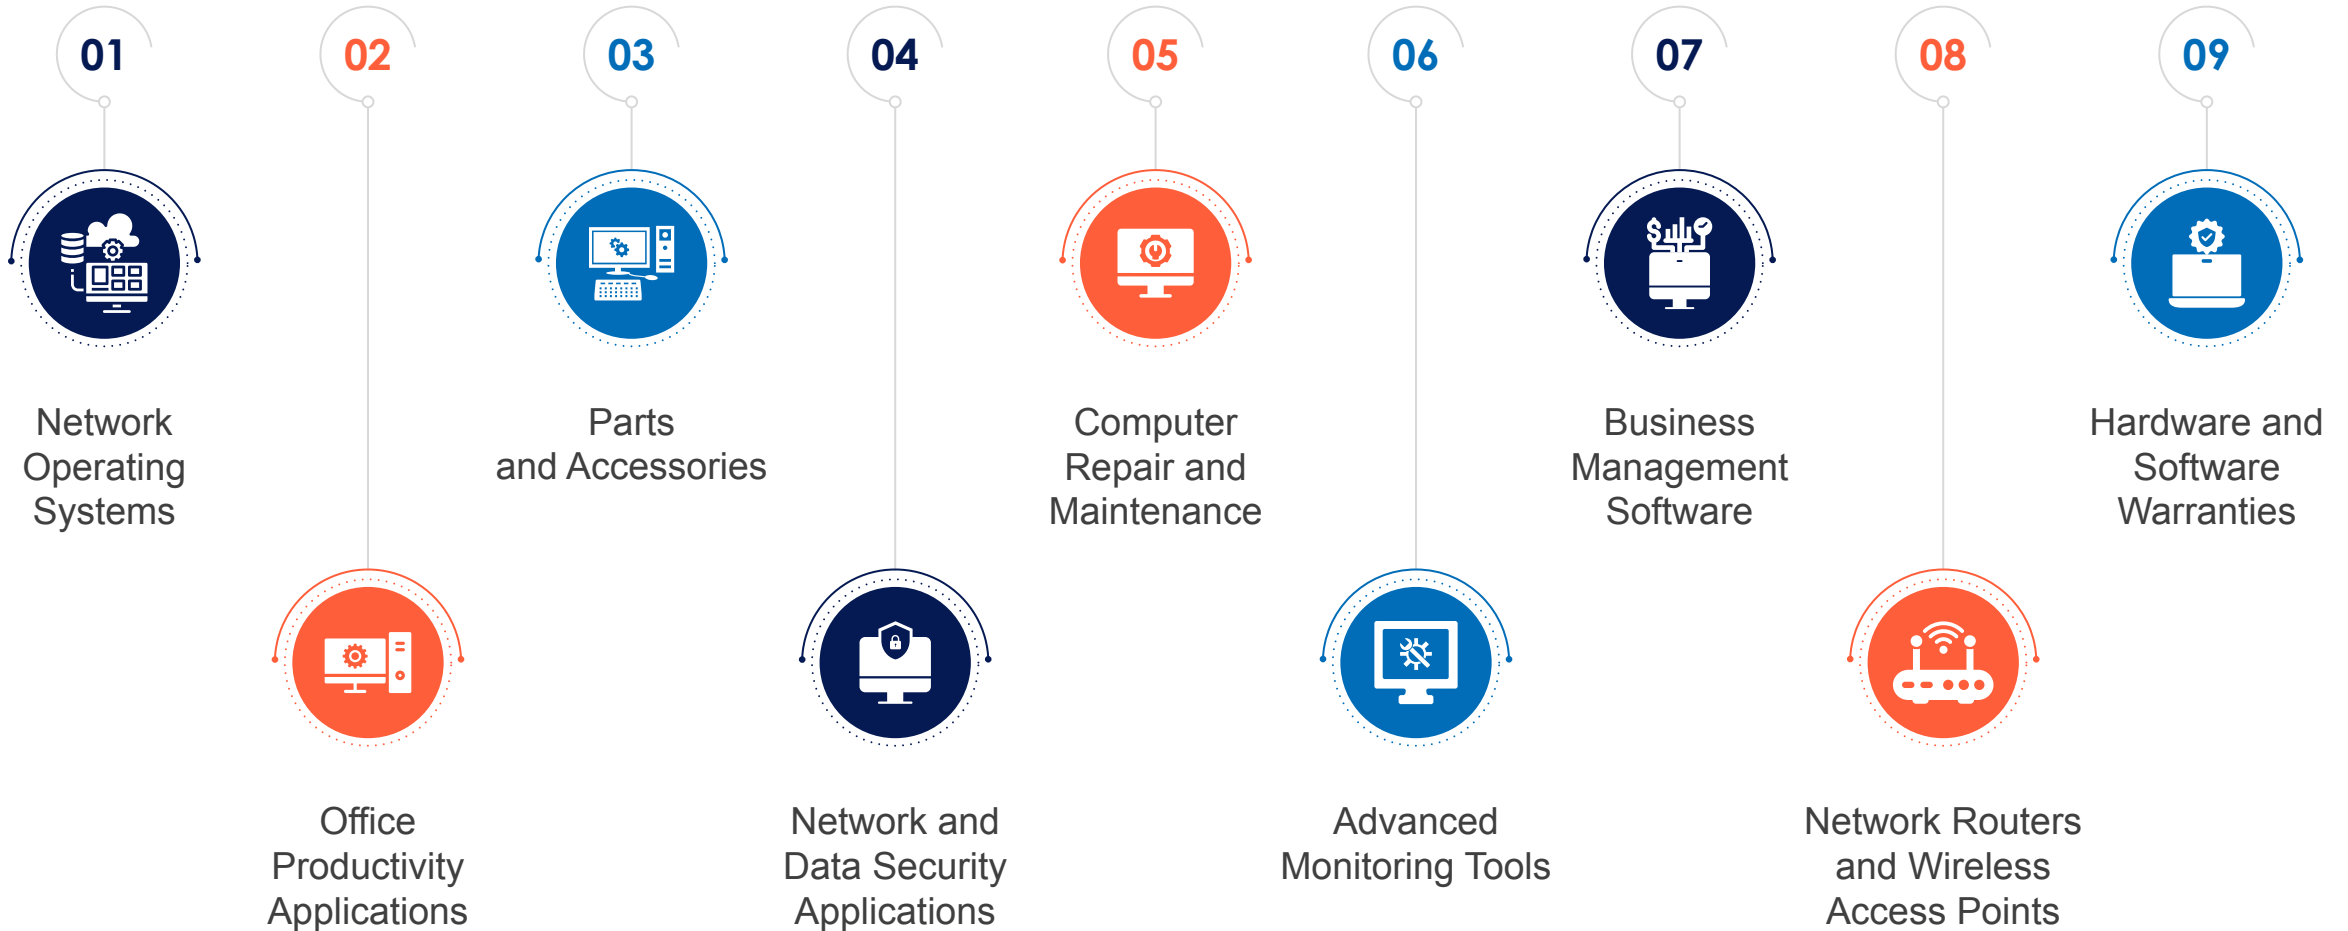 01
02
03
04
05
06
07
08
09
Network
Operating
Systems
Parts
and Accessories
Computer
Repair and
Maintenance
Business
Management
Software
Hardware and
Software
Warranties
Office
Productivity
Applications
Network and
Data Security
Applications
Advanced
Monitoring Tools
Network Routers
and Wireless
Access Points